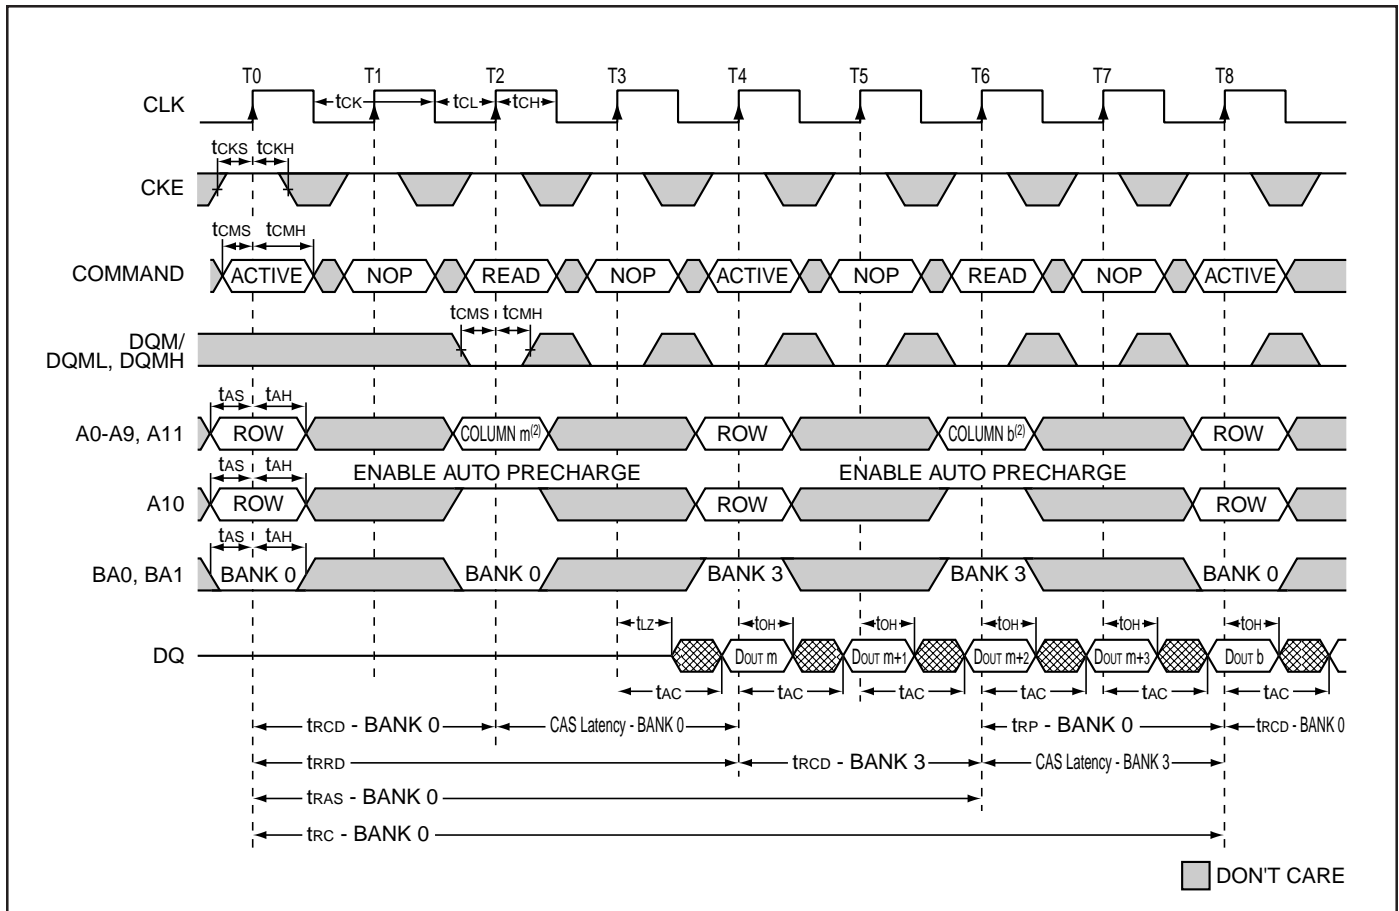 T0 T1 T2 T3 T4 T5 T6 T7 T8
CLK tCK tCL tCH
tCKS tCKH
CKE
tCMS tCMH
COMMAND ACTIVE NOP READ NOP ACTIVE NOP READ NOP ACTIVE
tCMS tCMH
DQM/
DQML, DQMH
tAS tAH
A0-A9, A11 ROW COLUMN m(2) ROW COLUMN b(2) ROW
tAS tAH ENABLE AUTO PRECHARGE ENABLE AUTO PRECHARGE
A10 ROW ROW ROW
tAS tAH
BA0, BA1 BANK 0 BANK 0 BANK 3 BANK 3 BANK 0
tLZ tOH tOH tOH tOH tOH
DQ DOUT m DOUT m+1 DOUT m+2 DOUT m+3 DOUT b
tAC tAC tAC tAC tAC tAC
tRCD - BANK 0 CAS Latency - BANK 0 tRP - BANK 0 tRCD - BANK 0
tRRD tRCD - BANK 3 CAS Latency - BANK 3
tRAS - BANK 0
tRC - BANK 0
DON'T CARE